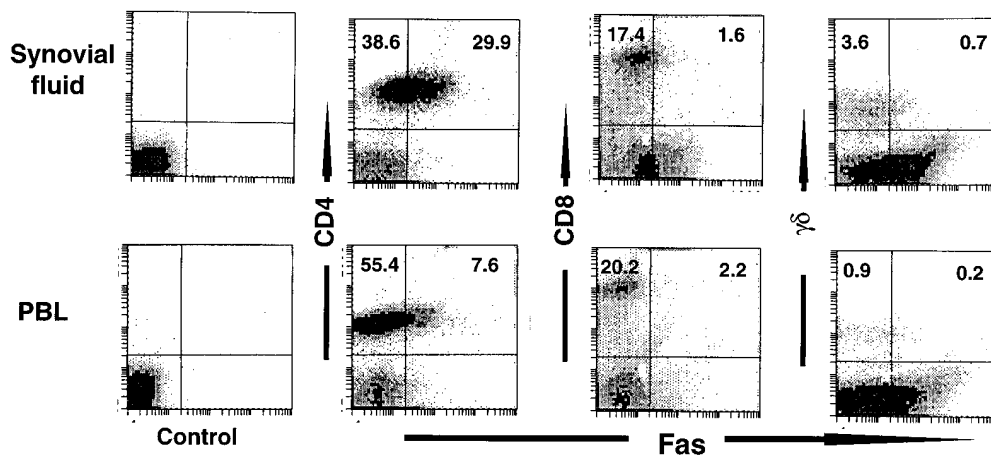 Synovial
fluid
38.6 29.9
17.4 1.6
3.6 0.7
CD4
CD8
γδ
PBL
55.4 7.6
20.2 2.2
0.9 0.2
Control
Fas